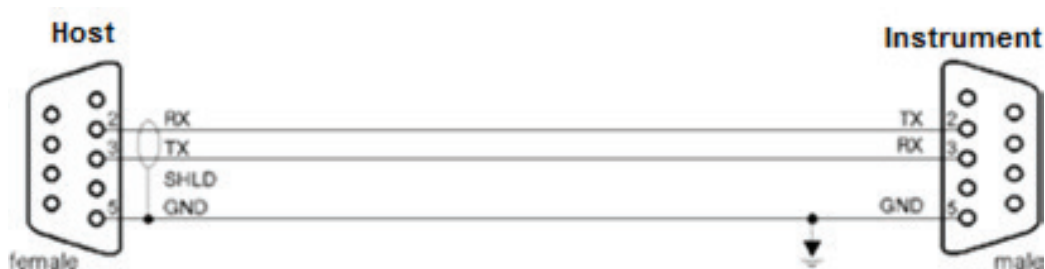 Host
Instrument
2 RX TX 2
3 TX RX 3
SHLD
5 GND GND 5
female
male